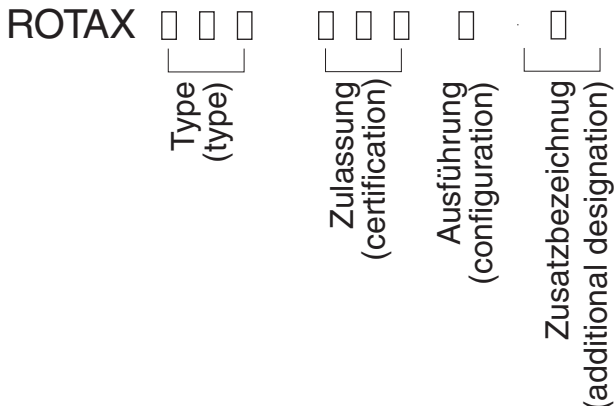 ROTAX
Type
(type)
Zulassung
(certification)
Ausführung
(configuration)
Zusatzbezeichnug
(additional designation)